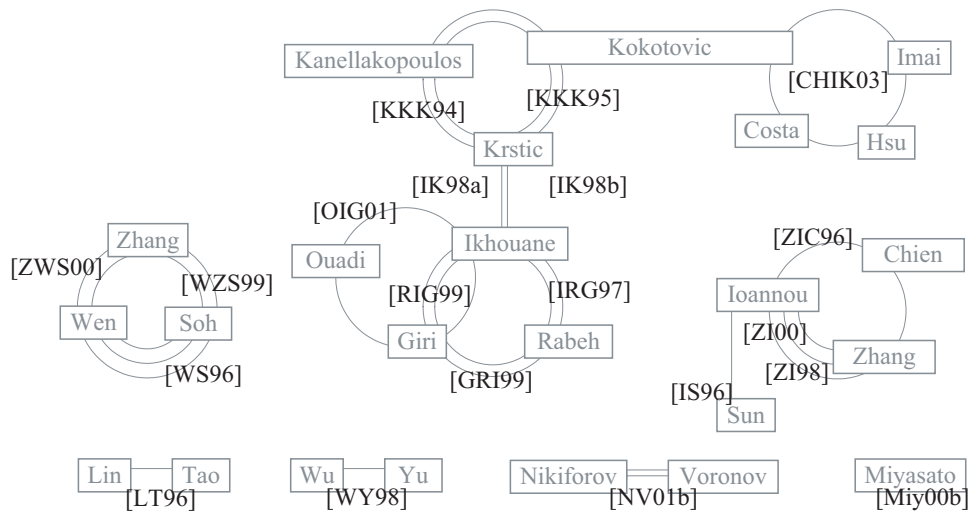 Kokotovic
Kanellakopoulos
Imai
[CHIK03]
[KKK94]
[KKK95]
Costa
Hsu
Krstic
[IK98a]
[IK98b]
[OIG01]
Zhang
Ikhouane
[ZIC96]
Chien
[ZWS00]
Ouadi
[WZS99]
[RIG99]
[IRG97]
Ioannou
Wen
Soh
Giri
Rabeh
[ZI00]
Zhang
[WS96]
[GRI99]
[ZI98]
[IS96]
Sun
Lin
Tao
Wu
Yu
Nikiforov
Voronov
Miyasato
[LT96]
[WY98]
[NV01b]
[Miy00b]